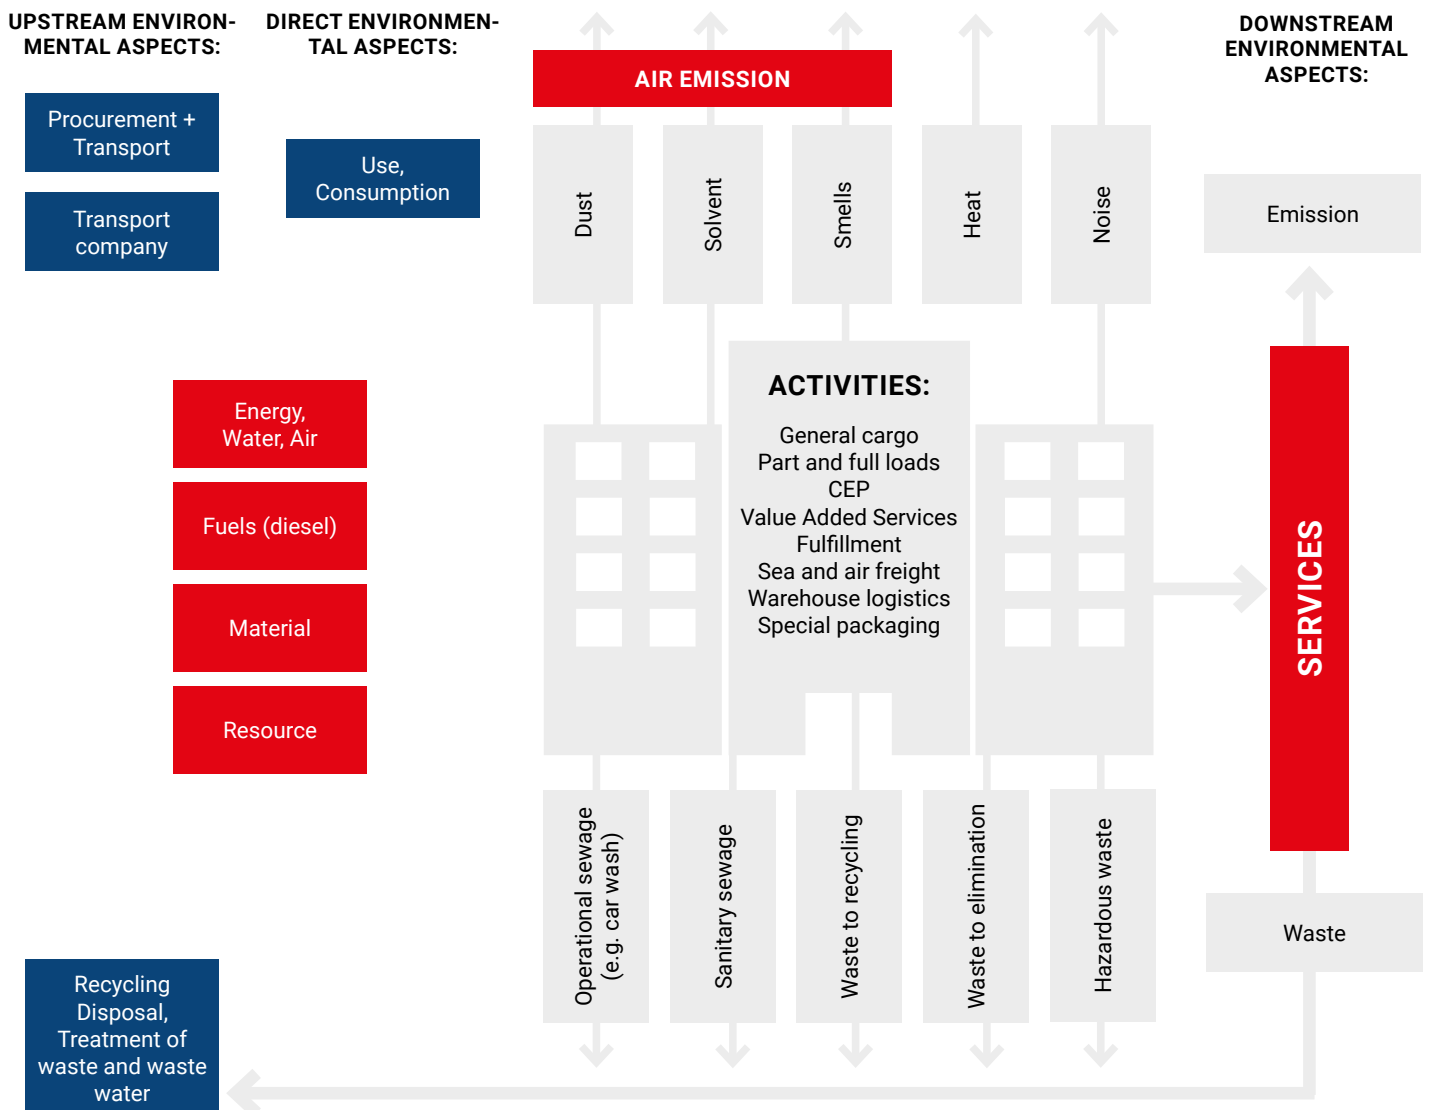 UPSTREAM ENVIRON-
MENTAL ASPECTS:
DIRECT ENVIRONMEN-
TAL ASPECTS:
DOWNSTREAM
ENVIRONMENTAL
ASPECTS:
Procurement +
Transport
Transport
company
Use,
Consumption
AIR EMISSION
Dust
Solvent
Smells
Heat
Noise
Emission
Energy,
Water, Air
Fuels (diesel)
Material
Resource
ACTIVITIES:
General cargo
Part and full loads
CEP
Value Added Services
Fulfillment
Sea and air freight
Warehouse logistics
Special packaging
SERVICES
Operational sewage
(e.g. car wash)
Sanitary sewage
Waste to recycling
Waste to elimination
Hazardous waste
Waste
Recycling
Disposal,
Treatment of
waste and waste
water